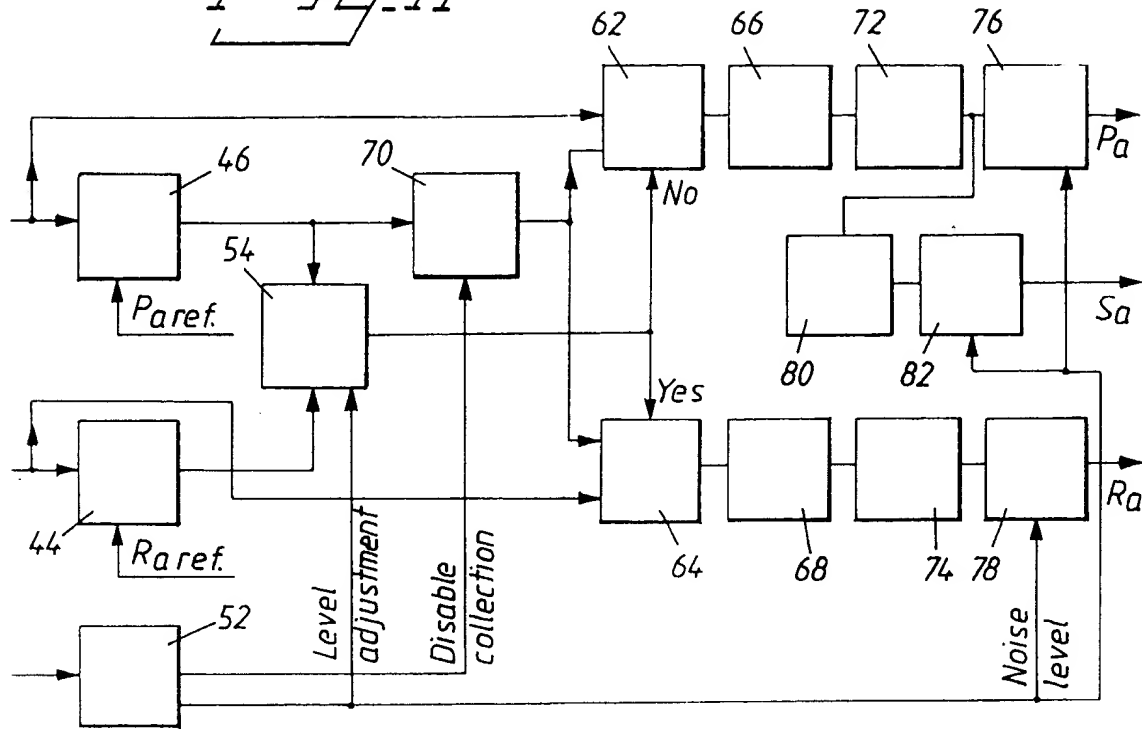 62
66
72
76
Pa
46
70
No
54
Pa ref.
Sa
80
82
Yes
Ra
44
Ra ref.
64
68
74
78
Level adjustment
Disable collection
Noise level
52